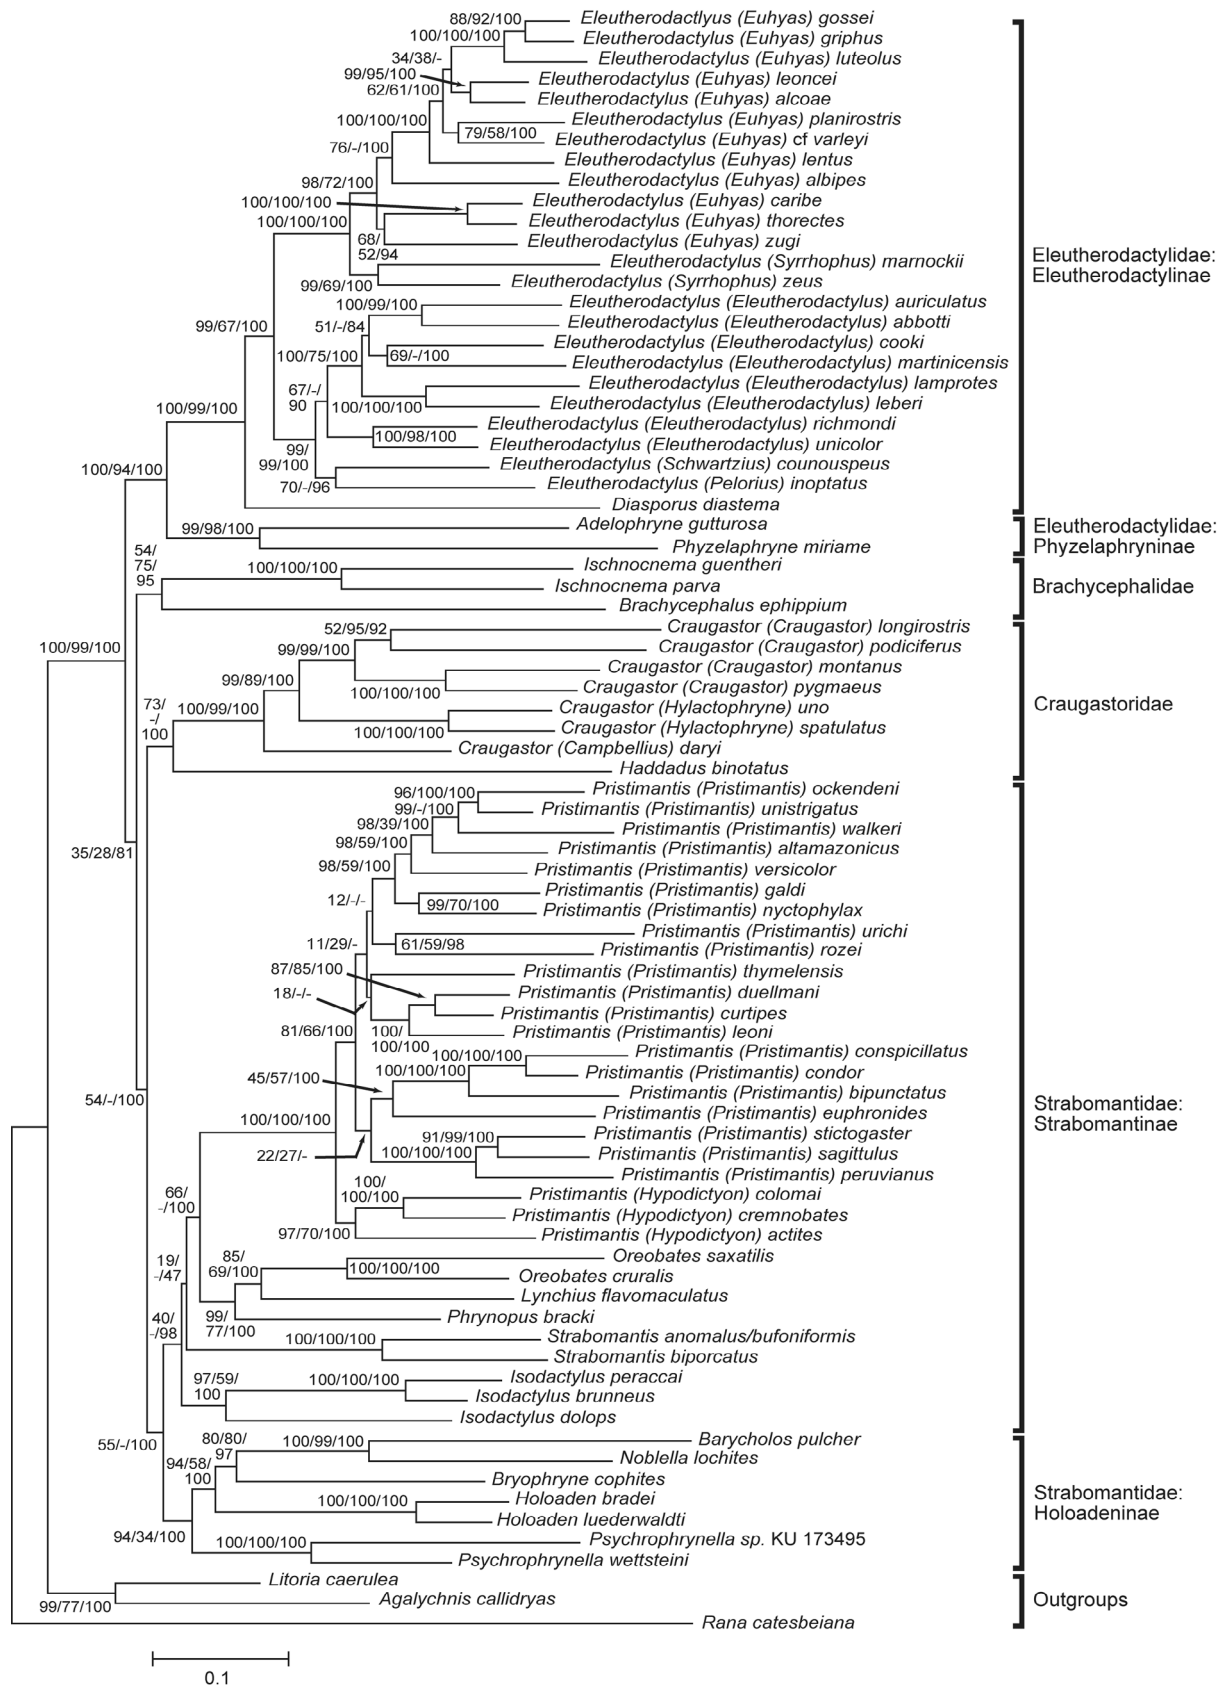 88/92/100
Eleutherodactlyus (Euhyas) gossei
100/100/100
Eleutherodactylus (Euhyas) griphus
34/38/-
Eleutherodactylus (Euhyas) luteolus
99/95/100
Eleutherodactylus (Euhyas) leoncei
62/61/100
Eleutherodactylus (Euhyas) alcoae
100/100/100
Eleutherodactylus (Euhyas) planirostris
79/58/100
Eleutherodactylus (Euhyas) cf varleyi
76/-/100
Eleutherodactylus (Euhyas) lentus
98/72/100
Eleutherodactylus (Euhyas) albipes
100/100/100
Eleutherodactylus (Euhyas) caribe
100/100/100
Eleutherodactylus (Euhyas) thorectes
68/
52/94
Eleutherodactylus (Euhyas) zugi
Eleutherodactylus (Syrrhophus) marnockii
99/69/100
Eleutherodactylus (Syrrhophus) zeus
Eleutherodactylidae:
Eleutherodactylinae
100/99/100
Eleutherodactylus (Eleutherodactylus) auriculatus
99/67/100
51/-/84
Eleutherodactylus (Eleutherodactylus) abbotti
Eleutherodactylus (Eleutherodactylus) cooki
100/75/100
69/-/100
Eleutherodactylus (Eleutherodactylus) martinicensis
67/-/
90
Eleutherodactylus (Eleutherodactylus) lamprotes
100/100/100
Eleutherodactylus (Eleutherodactylus) leberi
100/99/100
Eleutherodactylus (Eleutherodactylus) richmondi
100/98/100
Eleutherodactylus (Eleutherodactylus) unicolor
99/
99/100
Eleutherodactylus (Schwartzius) counouspeus
100/94/100
70/-/96
Eleutherodactylus (Pelorius) inoptatus
Diasporus diastema
99/98/100
Adelophryne gutturosa
Phyzelaphryne miriame
Eleutherodactylidae:
Phyzelaphryninae
54/
75/
95
100/100/100
Ischnocnema guentheri
Ischnocnema parva
Brachycephalus ephippium
Brachycephalidae
100/99/100
52/95/92
Craugastor (Craugastor) longirostris
99/99/100
Craugastor (Craugastor) podiciferus
Craugastor (Craugastor) montanus
99/89/100
100/100/100
Craugastor (Craugastor) pygmaeus
73/
-/
100
100/99/100
Craugastor (Hylactophryne) uno
100/100/100
Craugastor (Hylactophryne) spatulatus
Craugastor (Campbellius) daryi
Haddadus binotatus
Craugastoridae
35/28/81
96/100/100
Pristimantis (Pristimantis) ockendeni
99/-/100
Pristimantis (Pristimantis) unistrigatus
98/39/100
Pristimantis (Pristimantis) walkeri
98/59/100
Pristimantis (Pristimantis) altamazonicus
98/59/100
Pristimantis (Pristimantis) versicolor
12/-/-
Pristimantis (Pristimantis) galdi
99/70/100
Pristimantis (Pristimantis) nyctophylax
11/29/-
Pristimantis (Pristimantis) urichi
61/59/98
Pristimantis (Pristimantis) rozei
87/85/100
Pristimantis (Pristimantis) thymelensis
18/-/-
Pristimantis (Pristimantis) duellmani
Pristimantis (Pristimantis) curtipes
81/66/100
100/
100/100
Pristimantis (Pristimantis) leoni
100/100/100
Pristimantis (Pristimantis) conspicillatus
45/57/100
100/100/100
Pristimantis (Pristimantis) condor
Pristimantis (Pristimantis) bipunctatus
54/-/100
100/100/100
Pristimantis (Pristimantis) euphronides
91/99/100
Pristimantis (Pristimantis) stictogaster
22/27/-
100/100/100
Pristimantis (Pristimantis) sagittulus
Pristimantis (Pristimantis) peruvianus
100/
100/100
Pristimantis (Hypodictyon) colomai
Pristimantis (Hypodictyon) cremnobates
97/70/100
Pristimantis (Hypodictyon) actites
Strabomantidae:
Strabomantinae
66/
-/100
85/
69/100
Oreobates saxatilis
100/100/100
19/
-/47
Oreobates cruralis
Lynchius flavomaculatus
99/
77/100
Phrynopus bracki
40/
-/98
100/100/100
Strabomantis anomalus/bufoniformis
Strabomantis biporcatus
97/59/
100
100/100/100
Isodactylus peraccai
Isodactylus brunneus
Isodactylus dolops
55/-/100
80/80/
97
100/99/100
Barycholos pulcher
Noblella lochites
94/58/
100
Bryophryne cophites
100/100/100
Holoaden bradei
Holoaden luederwaldti
94/34/100
100/100/100
Psychrophrynella sp. KU 173495
Psychrophrynella wettsteini
Strabomantidae:
Holoadeninae
Litoria caerulea
99/77/100
Agalychnis callidryas
Rana catesbeiana
Outgroups
0.1